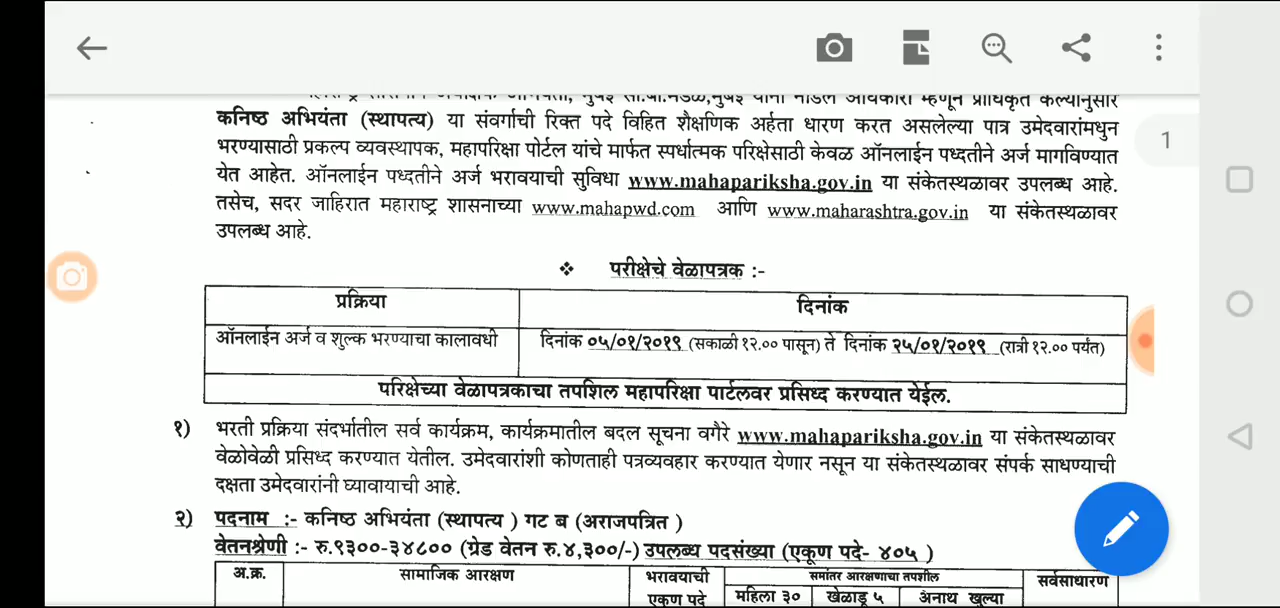 कनिष्ठ अभियंता (स्थापत्य) या संवर्गाची रिक्त पदे विहित शैक्षणिक अर्हता धारण करत असलेल्या पात्र उमेदवारांमधुन
भरण्यासाठी प्रकल्प व्यवस्थापक, महापरिक्षा पोर्टल यांचे मार्फत स्पर्धात्मक परिक्षेसाठी केवळ ऑनलाईन पध्दतीने अर्ज मागविण्यात
येत आहेत. ऑनलाईन पध्दतीने अर्ज भरावयाची सुविधा www.mahapariksha.gov.in या संकेतस्थळावर उपलब्ध आहे.
तसेच, सदर जाहिरात महाराष्ट्र शासनाच्या www.mahapwd.com आणि www.maharashtra.gov.in या संकेतस्थळावर
उपलब्ध आहे.
1
❖ परीक्षेचे वेळापत्रक :-
प्रक्रिया दिनांक
ऑनलाईन अर्ज व शुल्क भरण्याचा कालावधी दिनांक ०५/०१/२०१९ (सकाळी १२.०० पासून) ते दिनांक २५/०१/२०१९ (रात्री १२.०० पर्यंत)
परिक्षेच्या वेळापत्रकाचा तपशिल महापरिक्षा पार्टलवर प्रसिध्द करण्यात येईल.
१) भरती प्रक्रिया संदर्भातील सर्व कार्यक्रम, कार्यक्रमातील बदल सूचना वगैरे www.mahapariksha.gov.in या संकेतस्थळावर
वेळोवेळी प्रसिध्द करण्यात येतील. उमेदवारांशी कोणताही पत्रव्यवहार करण्यात येणार नसून या संकेतस्थळावर संपर्क साधण्याची
दक्षता उमेदवारांनी घ्यावायाची आहे.
२) पदनाम :- कनिष्ठ अभियंता (स्थापत्य ) गट ब (अराजपत्रित )
वेतनश्रेणी :- रु.९३००-३४८०० (ग्रेड वेतन रु.४,३००/-) उपलब्ध पदसंख्या (एकूण पदे- ४०५ )
अ.क्र. सामाजिक आरक्षण भरावयाची समांतर आरक्षणाचा तपशील सर्वसाधारण
एकूण पदे महिला ३० खेळाडू ५ अनाथ खुल्या